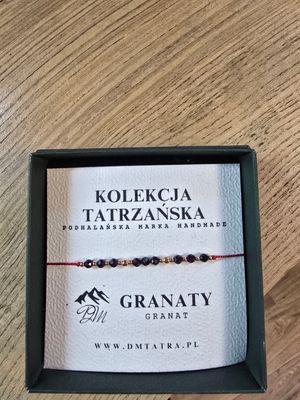 KOLEKCJA
TATRZAŃSKA
PODHALAŃSKA MARKA HANDMADE
DM
GRANATY
GRANAT
WWW.DMTATRA.PL